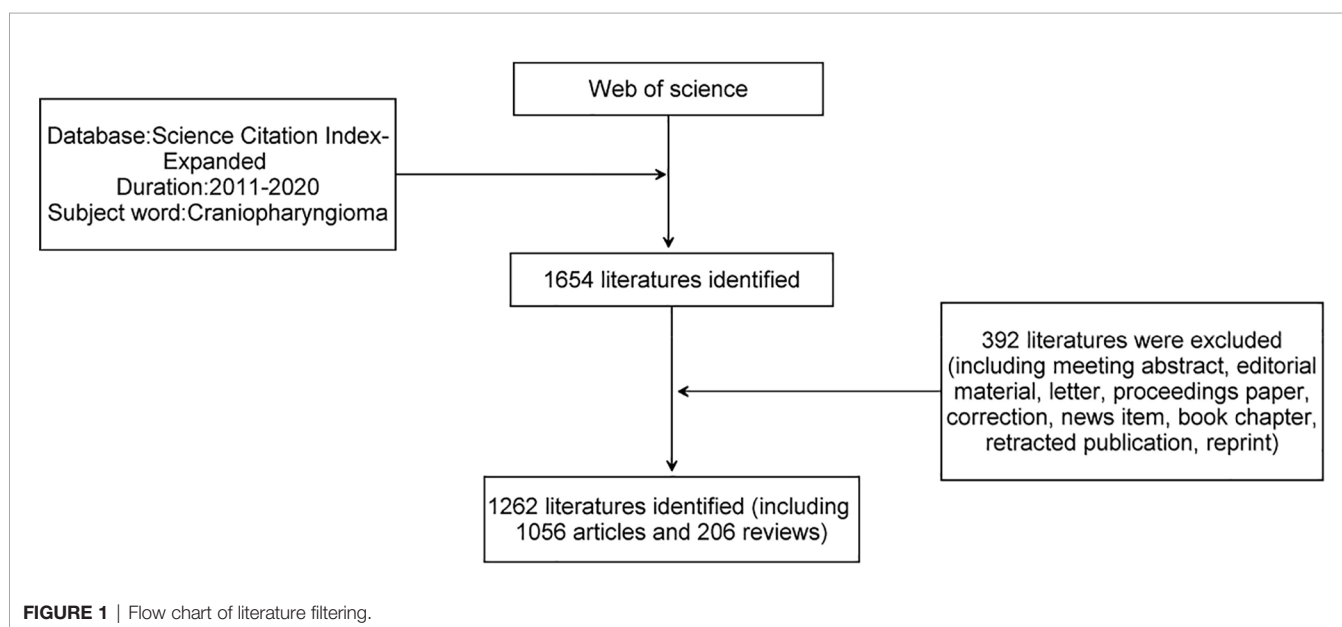 Web of science
Database:Science Citation Index-
Expanded
Duration:2011-2020
Subject word:Craniopharyngioma
1654 literatures identified
392 literatures were excluded
(including meeting abstract, editorial
material, letter, proceedings paper,
correction, news item, book chapter,
retracted publication, reprint)
1262 literatures identified (including
1056 articles and 206 reviews)
FIGURE 1 | Flow chart of literature filtering.